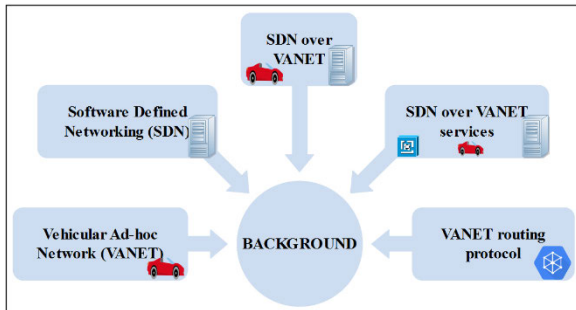 SDN over
VANET
Software Defined
Networking (SDN)
SDN over VANET
services
Vehicular Ad-hoc
Network (VANET)
BACKGROUND
VANET routing
protocol